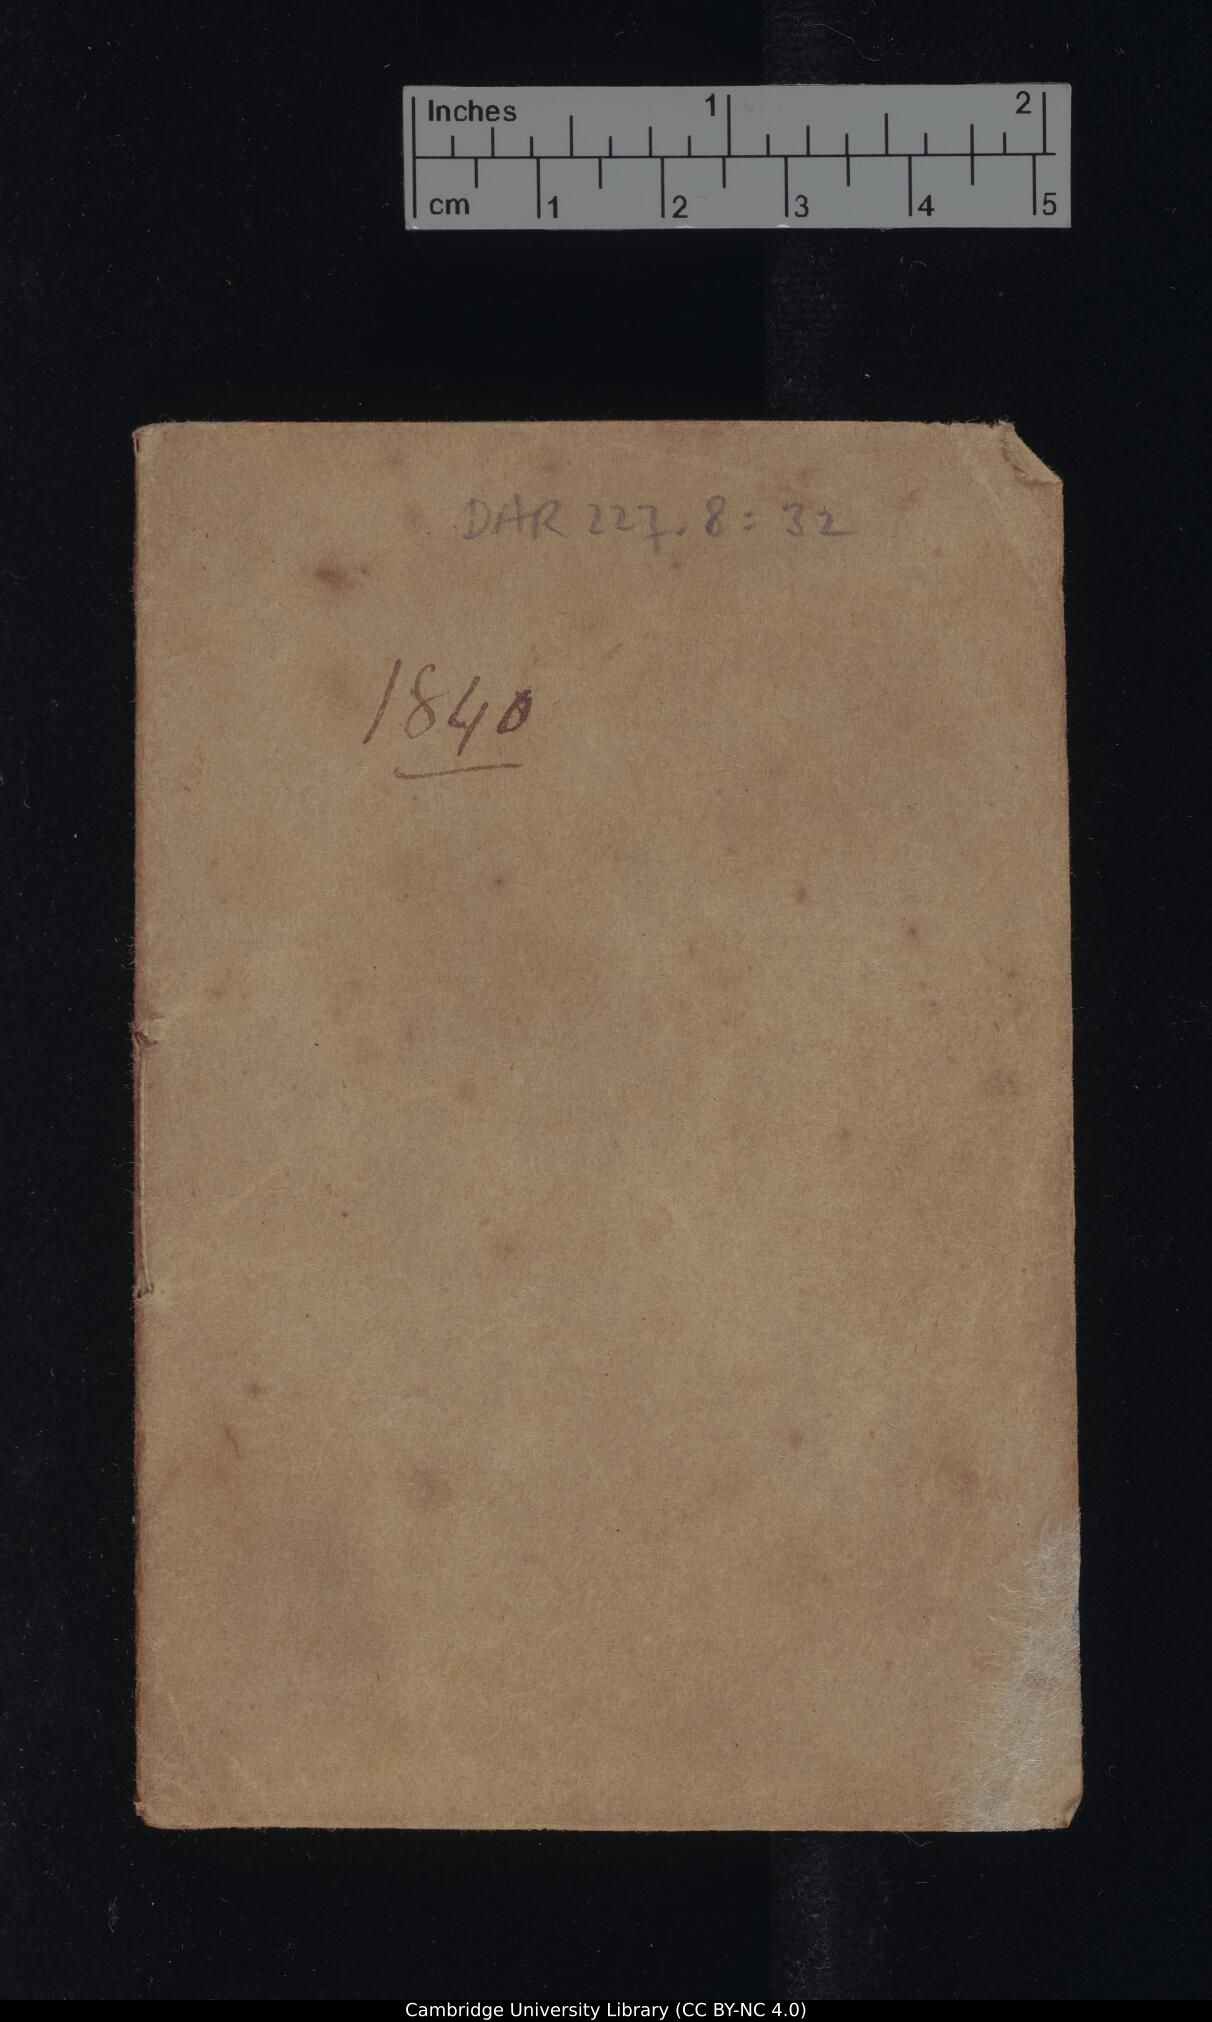 Inches 1 2
cm 1 2 3 4 5
DAR 227.8: 32
1840
Cambridge University Library (CC BY-NC 4.0)